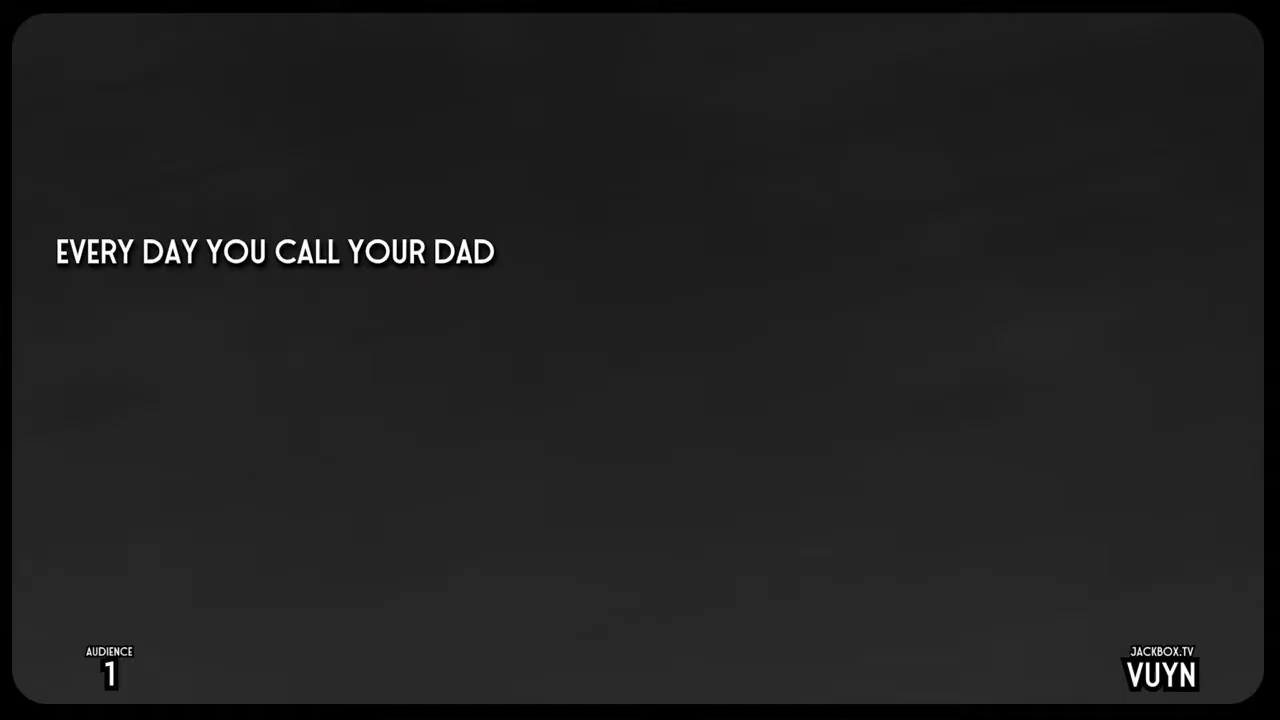 EVERY DAY YOU CALL YOUR DAD
AUDIENCE
1
JACKBOX.TV
VUYN